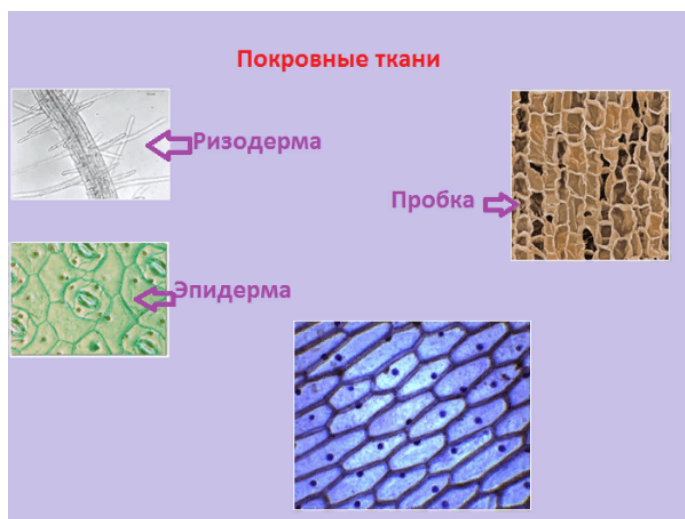 Покровные ткани
Ризодерма
Пробка
Эпидерма